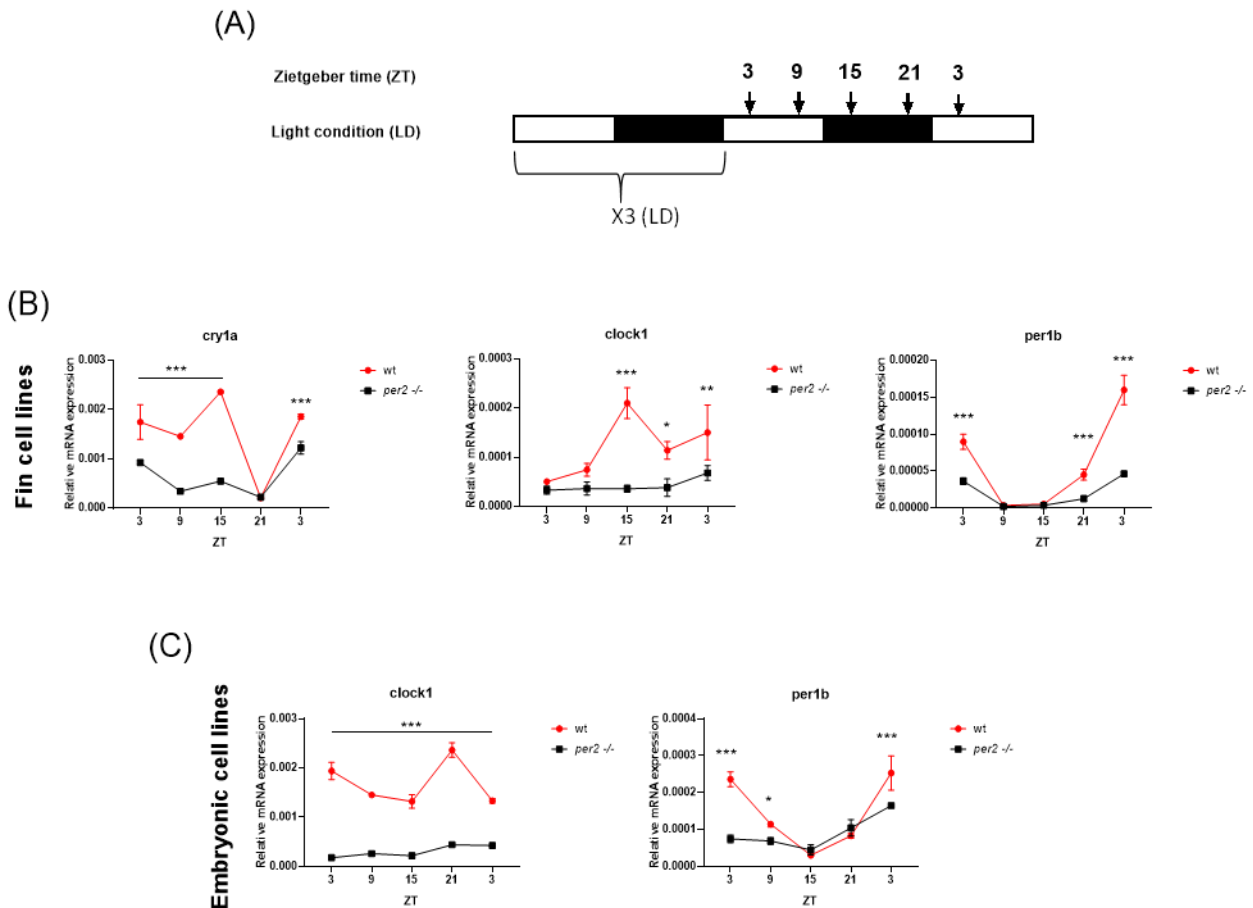 (A)
Zietgeber time (ZT)
3 9 15 21 3
Light condition (LD)
X3 (LD)
(B)
Fin cell lines
cry1a
Relative mRNA expression
0.003
0.002
0.001
0.000
***
***
wt
per2 -/-
3 9 15 21 3
ZT
clock1
Relative mRNA expression
0.0003
0.0002
0.0001
0.0000
***
*
**
wt
per2 -/-
3 9 15 21 3
ZT
per1b
Relative mRNA expression
0.00020
0.00015
0.00010
0.00005
0.00000
***
***
***
wt
per2 -/-
3 9 15 21 3
ZT
(C)
Embryonic cell lines
clock1
Relative mRNA expression
0.003
0.002
0.001
0.000
***
wt
per2 -/-
3 9 15 21 3
ZT
per1b
Relative mRNA expression
0.0004
0.0003
0.0002
0.0001
0.0000
***
*
***
wt
per2 -/-
3 9 15 21 3
ZT